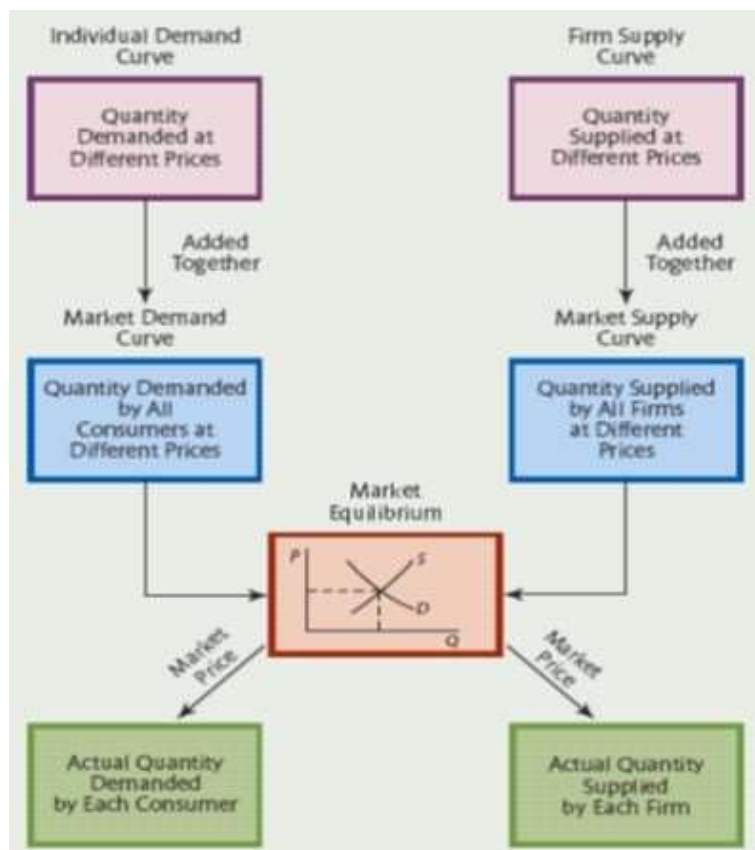 Individual Demand
Curve
Quantity
Demanded at
Different Prices
Added
Together
Market Demand
Curve
Quantity Demanded
by All
Consumers at
Different Prices
Firm Supply
Curve
Quantity
Supplied at
Different Prices
Added
Together
Market Supply
Curve
Quantity Supplied
by All Firms
at Different
Prices
Market
Equilibrium
P
S
D
Q
Market
Price
Market
Price
Actual Quantity
Demanded
by Each Consumer
Actual Quantity
Supplied
by Each Firm